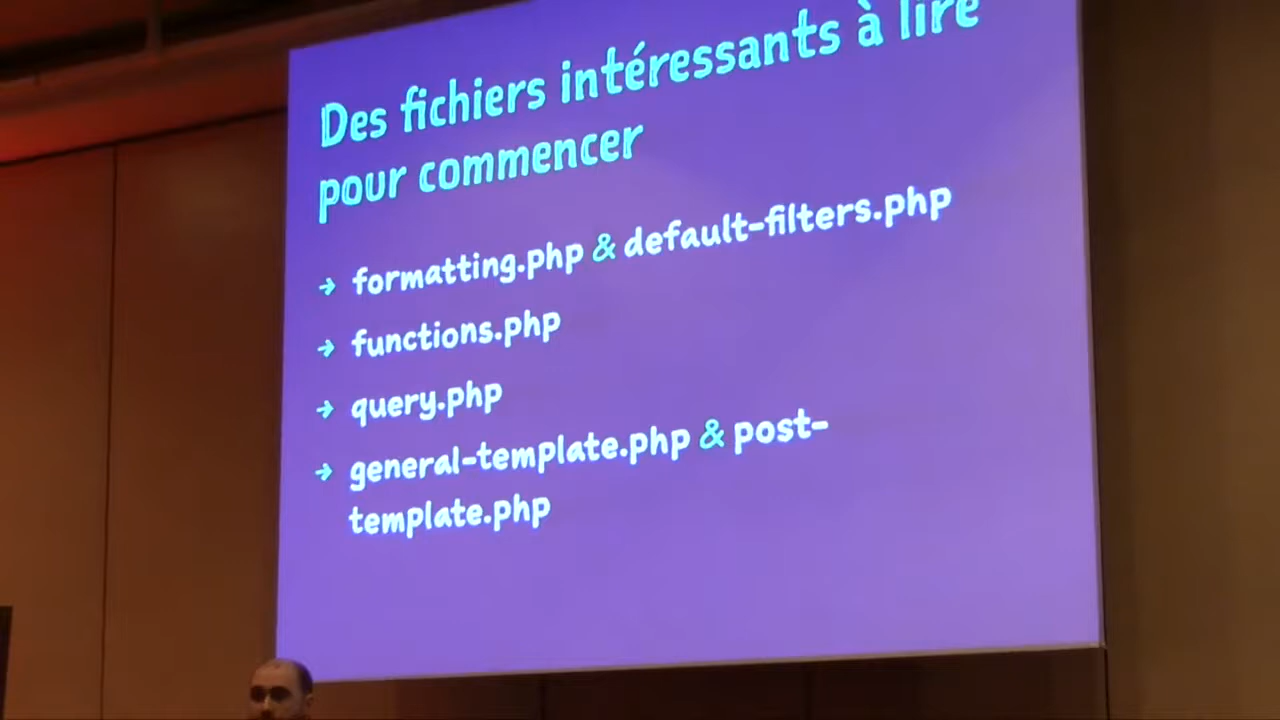 Des fichiers intéressants à lire
pour commencer
→ formatting.php & default-filters.php
→ functions.php
→ query.php
→ general-template.php & post-
template.php